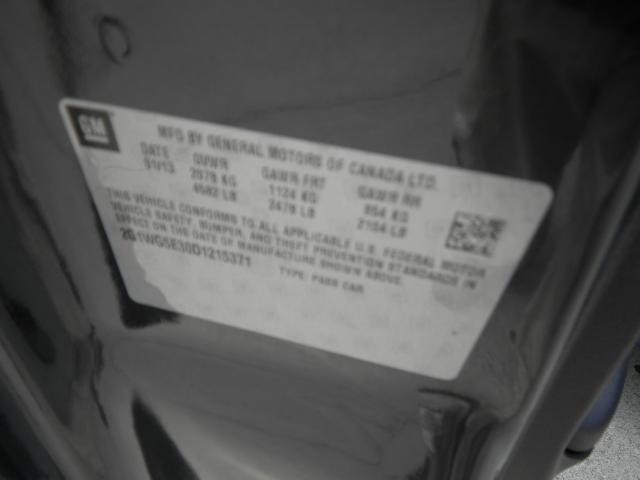 GM
MFG BY GENERAL MOTORS OF CANADA LTD.
DATE GVWR GAWR FRT GAWR RR
01/13 2078 KG 1124 KG 954 KG
4582 LB 2478 LB 2104 LB
THIS VEHICLE CONFORMS TO ALL APPLICABLE U.S. FEDERAL MOTOR
VEHICLE SAFETY, BUMPER, AND THEFT PREVENTION STANDARDS IN
EFFECT ON THE DATE OF MANUFACTURE SHOWN ABOVE.
2G1WG5E30D1215371 TYPE: PASS CAR